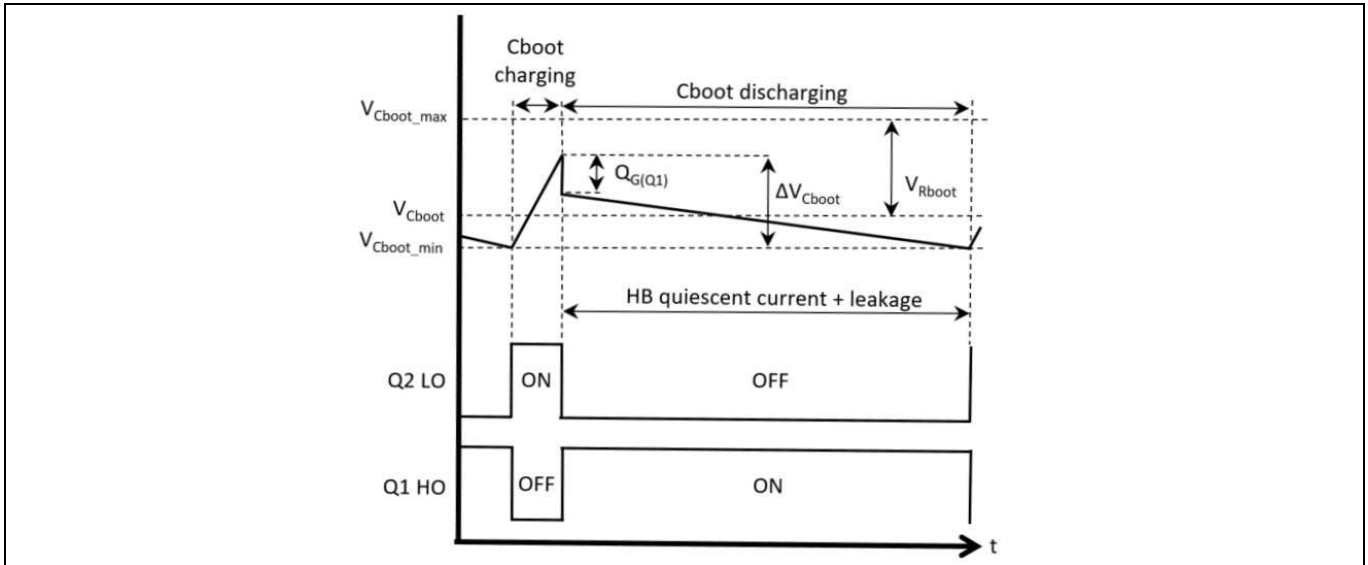 Cboot
charging
Cboot discharging
VCboot_max
QG(Q1)
ΔVCboot
VRboot
VCboot
VCboot_min
HB quiescent current + leakage
Q2 LO
ON
OFF
Q1 HO
OFF
ON
t